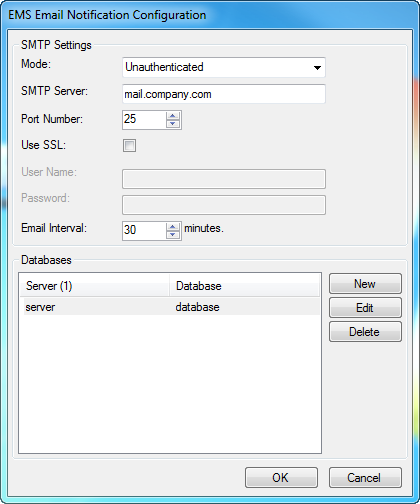 EMS Email Notification Configuration
SMTP Settings
Mode: Unauthenticated
SMTP Server: mail.company.com
Port Number: 25
Use SSL:
User Name:
Password:
Email Interval: 30 minutes.
Databases
Server (1) Database New
server database Edit
Delete
OK Cancel